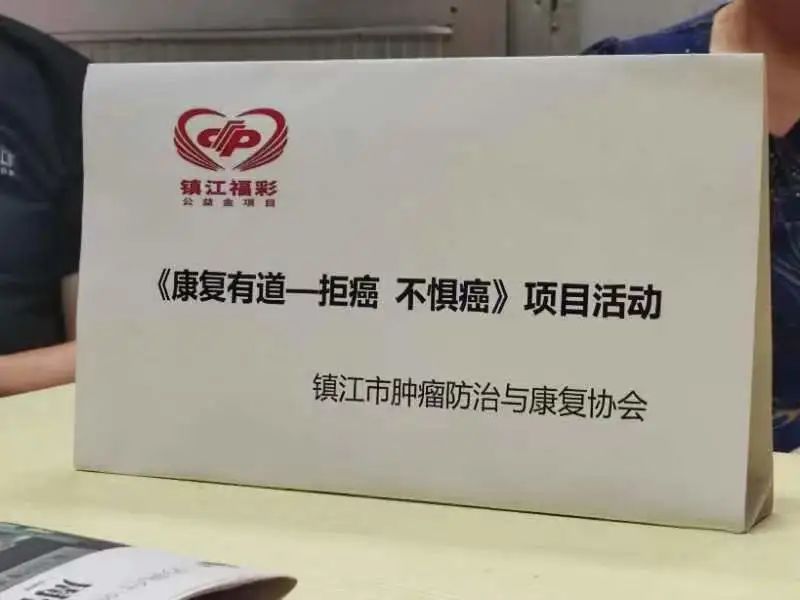 镇江福彩
公益金项目
《康复有道—拒癌 不惧癌》项目活动
镇江市肿瘤防治与康复协会